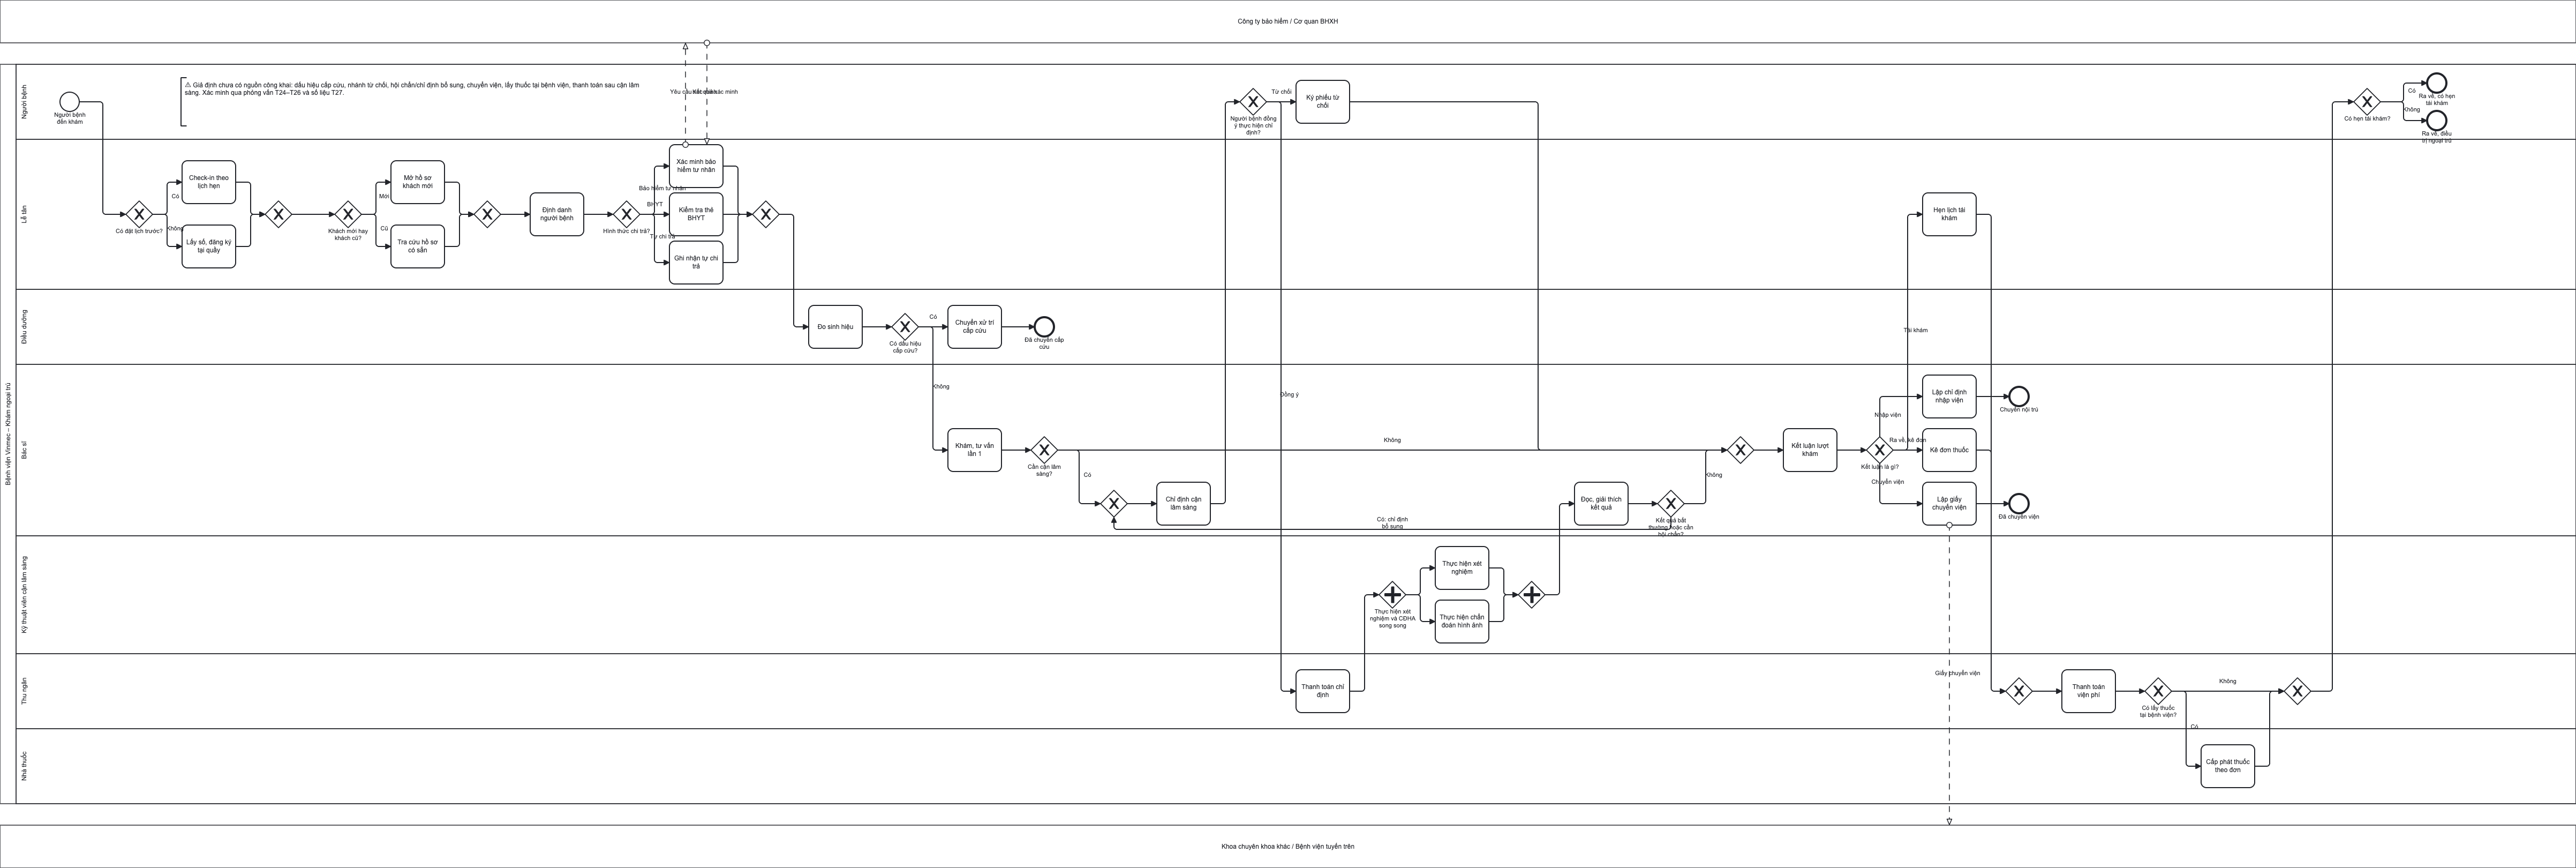 Công ty bảo hiểm / Cơ quan BHXH
Bệnh viện Vinmec – Khám ngoại trú
Người bệnh
Người bệnh
đến khám
⚠ Giả định chưa có nguồn công khai: dấu hiệu cấp cứu, nhánh từ chối, hội chẩn/chỉ định bổ sung, chuyển viện, lấy thuốc tại bệnh viện, thanh toán sau cận lâm
sàng. Xác minh qua phỏng vấn T24–T26 và số liệu T27.
Người bệnh đồng
ý thực hiện chỉ
định?
Từ chối
Ký phiếu từ
chối
Đồng ý
Có hẹn tái khám?
Có
Không
Ra về, có hẹn
tái khám
Ra về, điều
trị ngoại trú
Lễ tân
Có đặt lịch trước?
Có
Không
Check-in theo
lịch hẹn
Lấy số, đăng ký
tại quầy
Khách mới hay
khách cũ?
Mới
Cũ
Mở hồ sơ
khách mới
Tra cứu hồ sơ
có sẵn
Định danh
người bệnh
Hình thức chi trả?
Bảo hiểm tư nhân
BHYT
Tự chi trả
Xác minh bảo
hiểm tư nhân
Kiểm tra thẻ
BHYT
Ghi nhận tự chi
trả
Hẹn lịch tái
khám
Điều dưỡng
Đo sinh hiệu
Có dấu hiệu
cấp cứu?
Có
Không
Chuyển xử trí
cấp cứu
Đã chuyển cấp
cứu
Tái khám
Bác sĩ
Khám, tư vấn
lần 1
Cần cận lâm
sàng?
Không
Có
Chỉ định cận
lâm sàng
Có: chỉ định
bổ sung
Đọc, giải thích
kết quả
Kết quả bất
thường hoặc cần
hội chẩn?
Không
Kết luận lượt
khám
Kết luận là gì?
Nhập viện
Ra về, kê đơn
Chuyển viện
Lập chỉ định
nhập viện
Chuyển nội trú
Kê đơn thuốc
Lập giấy
chuyển viện
Đã chuyển viện
Kỹ thuật viên cận lâm sàng
Thực hiện xét
nghiệm và CĐHA
song song
Thực hiện xét
nghiệm
Thực hiện chẩn
đoán hình ảnh
Thu ngân
Thanh toán chỉ
định
Giấy chuyển viện
Thanh toán
viện phí
Có lấy thuốc
tại bệnh viện?
Không
Có
Nhà thuốc
Cấp phát thuốc
theo đơn
Khoa chuyên khoa khác / Bệnh viện tuyến trên